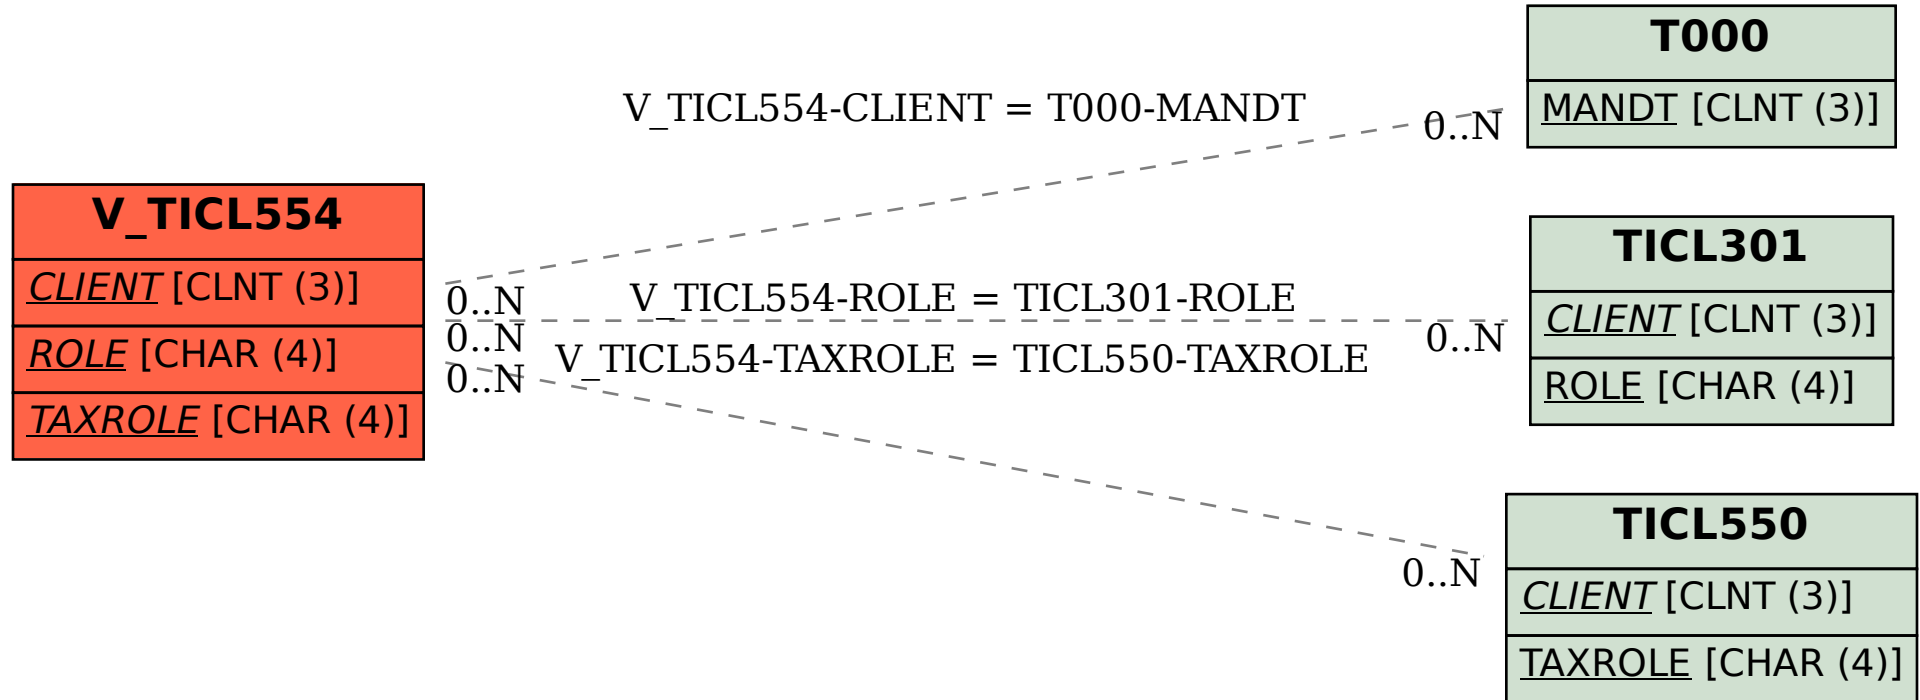 V_TICL554
CLIENT [CLNT (3)]
ROLE [CHAR (4)]
TAXROLE [CHAR (4)]
V_TICL554-CLIENT = T000-MANDT
0..N
0..N
V_TICL554-ROLE = TICL301-ROLE
0..N
0..N
V_TICL554-TAXROLE = TICL550-TAXROLE
0..N
0..N
T000
MANDT [CLNT (3)]
TICL301
CLIENT [CLNT (3)]
ROLE [CHAR (4)]
TICL550
CLIENT [CLNT (3)]
TAXROLE [CHAR (4)]